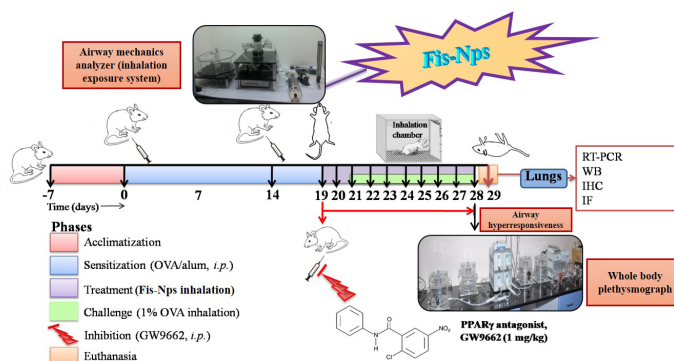 Airway mechanics
analyzer (inhalation
exposure system)
Fis-Nps
Inhalation
chamber
-7 0 7 14 19 20 21 22 23 24 25 26 27 28 29
Time (days)
Lungs
RT-PCR
WB
IHC
IF
Phases
Acclimatization
Sensitization (OVA/alum, i.p.)
Treatment (Fis-Nps inhalation)
Challenge (1% OVA inhalation)
Inhibition (GW9662, i.p.)
Euthanasia
Airway
hyperresponsiveness
Whole body
plethysmograph
O
N
H
Cl
NO₂
PPARγ antagonist,
GW9662 (1 mg/kg)